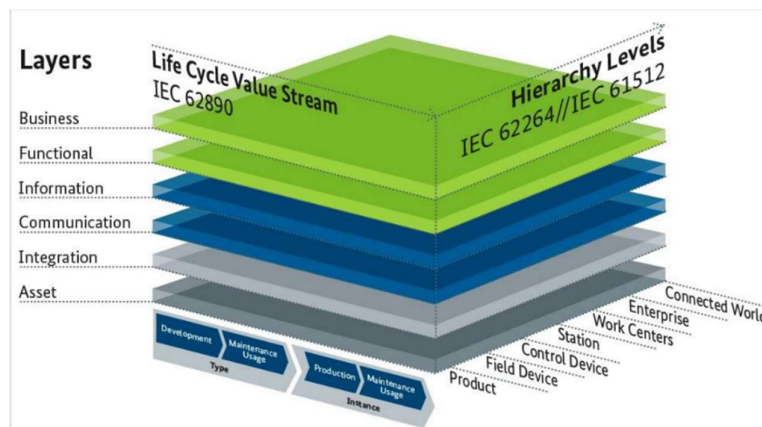 Layers
Life Cycle Value Stream
IEC 62890
Hierarchy Levels
IEC 62264//IEC 61512
Business
Functional
Information
Communication
Integration
Asset
Development
Maintenance
Usage
Type
Production
Maintenance
Usage
Instance
Product
Field Device
Control Device
Station
Work Centers
Enterprise
Connected World